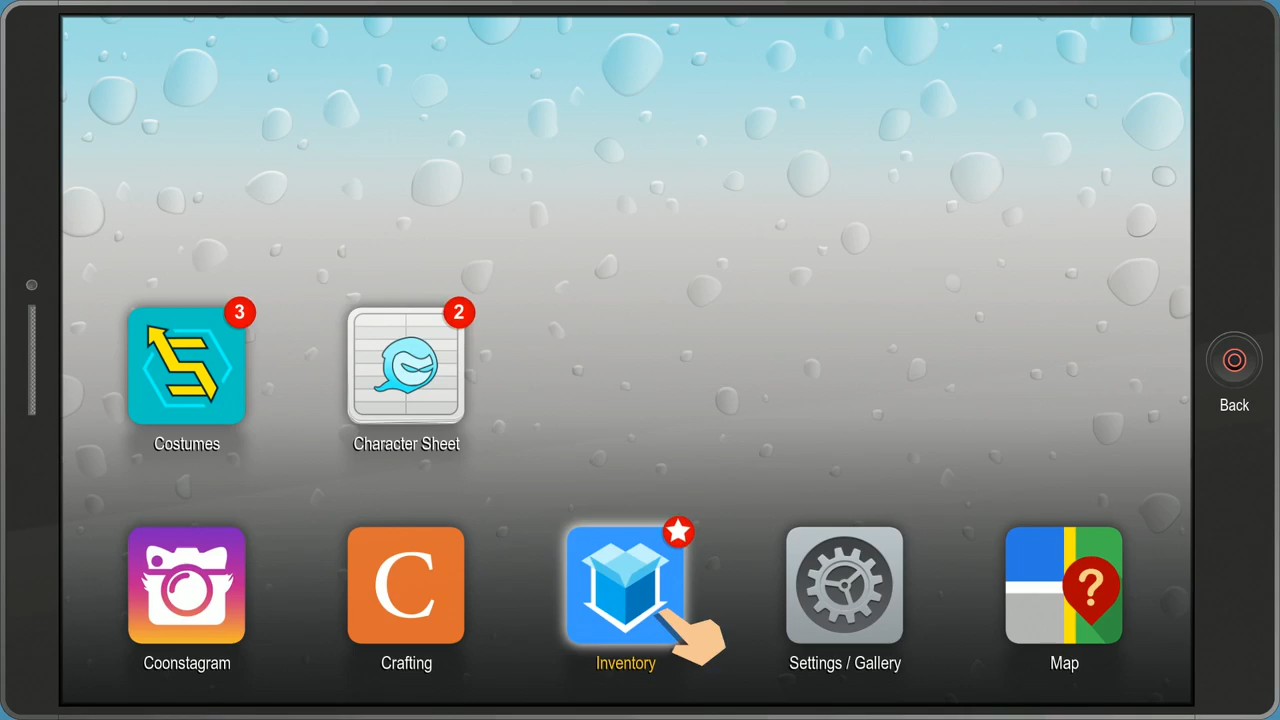 3
2
Costumes
Character Sheet
Back
C
?
Coonstagram
Crafting
Inventory
Settings / Gallery
Map